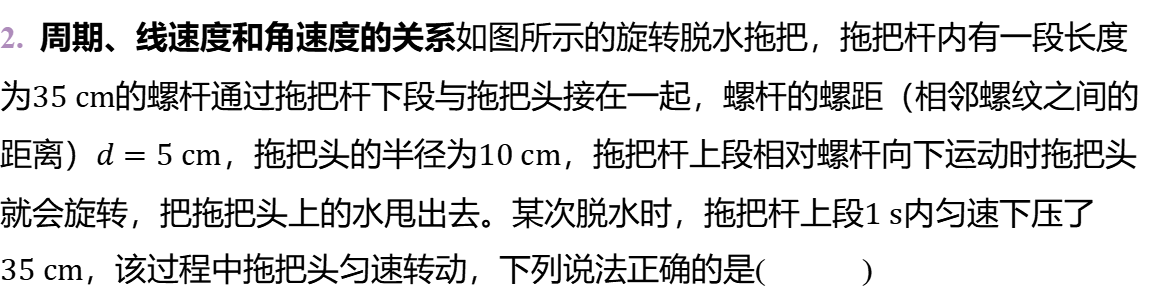 2. 周期、线速度和角速度的关系如图所示的旋转脱水拖把，拖把杆内有一段长度
为35 cm的螺杆通过拖把杆下段与拖把头接在一起，螺杆的螺距（相邻螺纹之间的
距离）d = 5 cm，拖把头的半径为10 cm，拖把杆上段相对螺杆向下运动时拖把头
就会旋转，把拖把头上的水甩出去。某次脱水时，拖把杆上段1 s内匀速下压了
35 cm，该过程中拖把头匀速转动，下列说法正确的是(      )